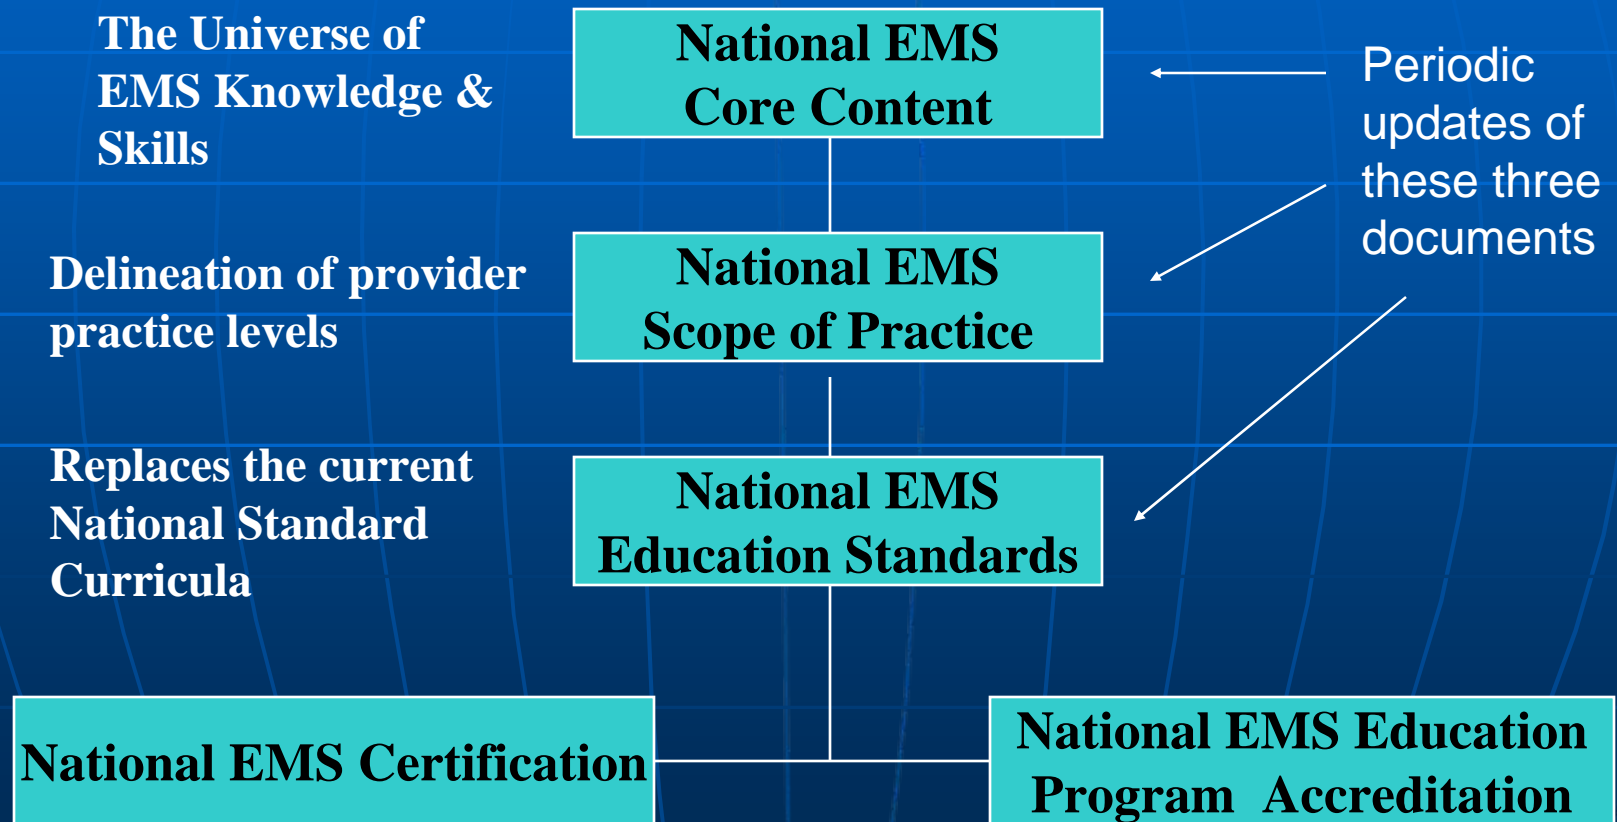 The Universe of
EMS Knowledge &
Skills
National EMS
Core Content
Periodic
updates of
these three
documents
Delineation of provider
practice levels
National EMS
Scope of Practice
Replaces the current
National Standard
Curricula
National EMS
Education Standards
National EMS Certification
National EMS Education
Program  Accreditation